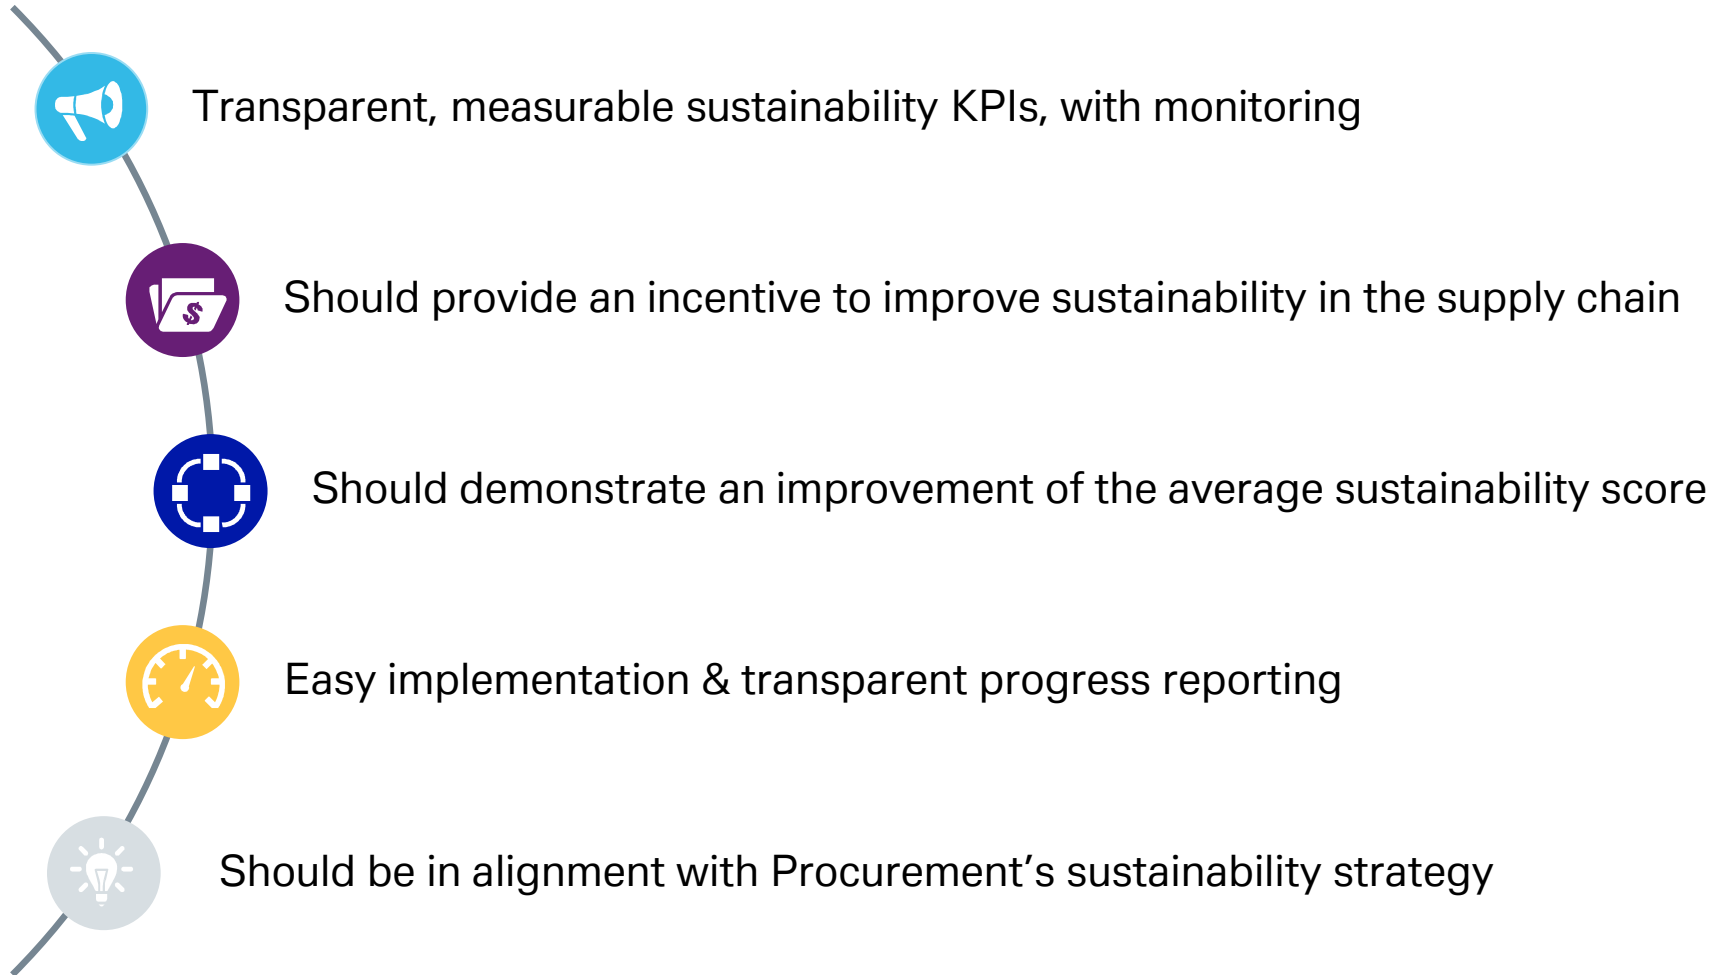 Transparent, measurable sustainability KPIs, with monitoring
$
Should provide an incentive to improve sustainability in the supply chain
Should demonstrate an improvement of the average sustainability score
Easy implementation & transparent progress reporting
Should be in alignment with Procurement’s sustainability strategy